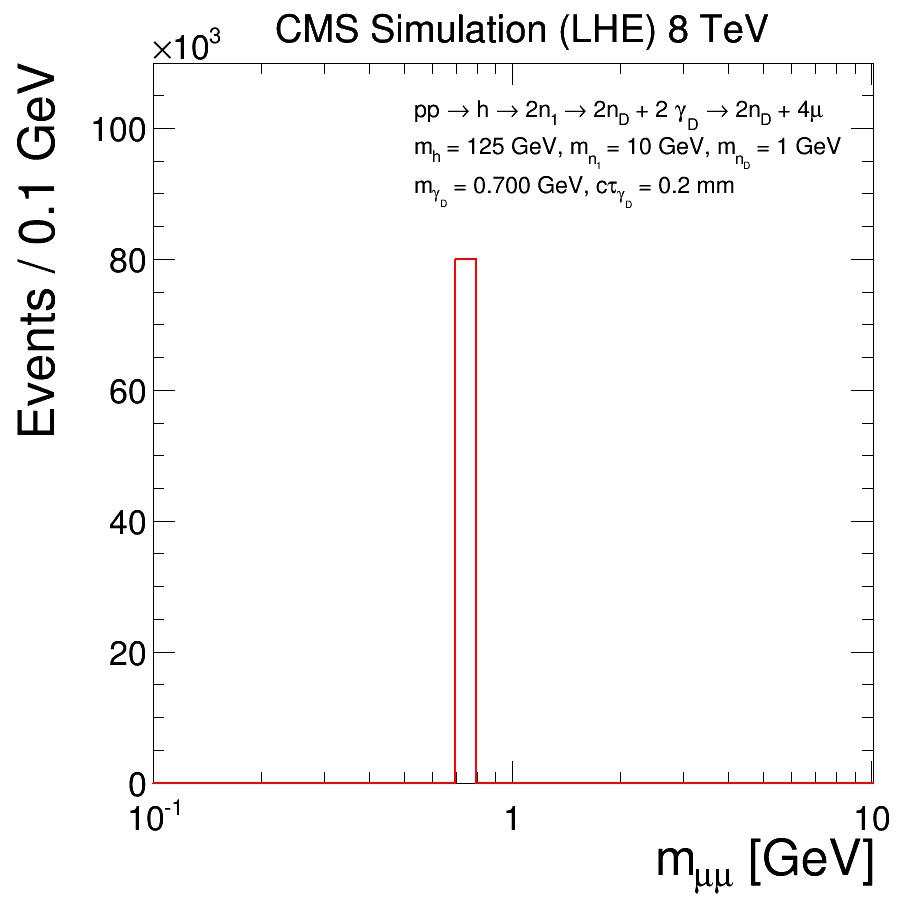 CMS Simulation (LHE) 8 TeV
×10³
pp → h → 2n₁ → 2n_D + 2 γ_D → 2n_D + 4μ
m_h = 125 GeV, m_n₁ = 10 GeV, m_n_D = 1 GeV
m_γ_D = 0.700 GeV, cτ_γ_D = 0.2 mm
Events / 0.1 GeV
100
80
60
40
20
0
10⁻¹ 1 10
m_μμ [GeV]